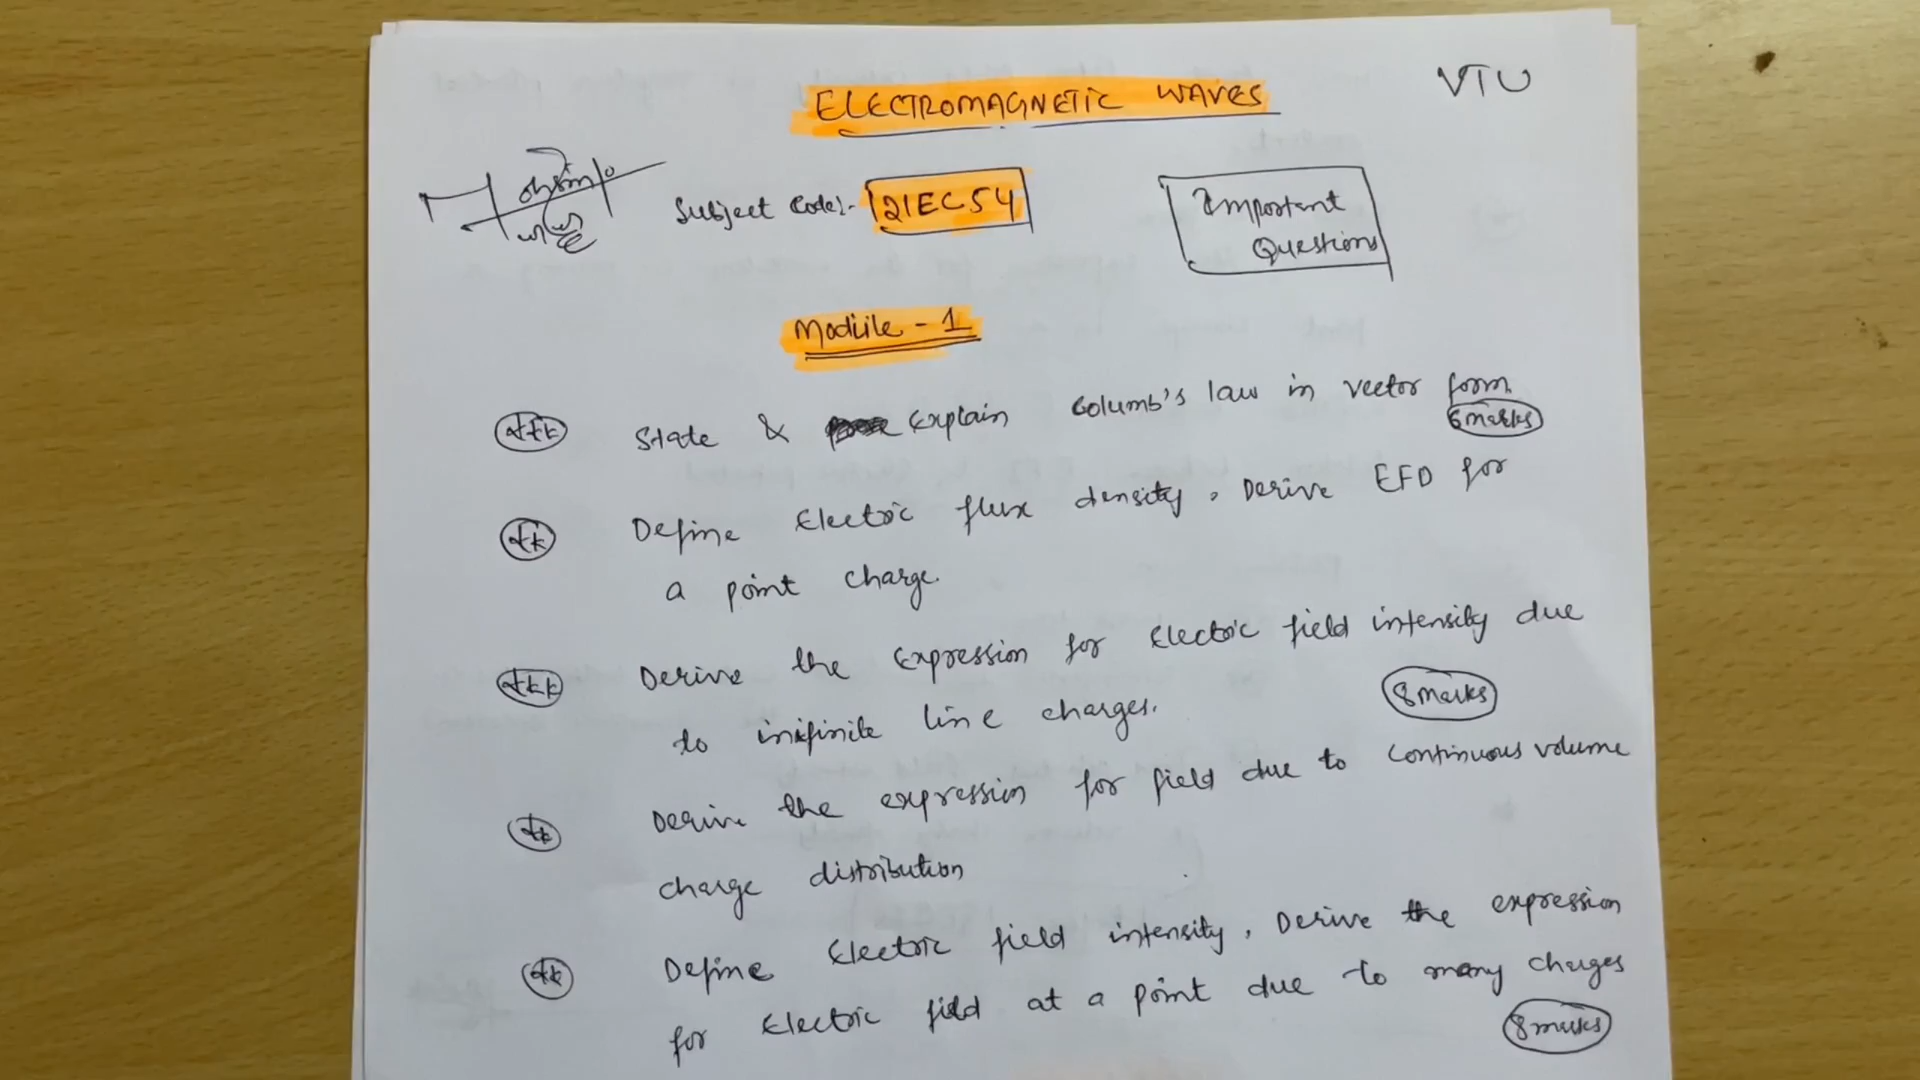 VTU
ELECTROMAGNETIC WAVES
Subject Code:- 21EC54
Important
Questions
Module - 1
State & Explain Columb's law in vector form.
6marks
Define Electric flux density, Derive EFD for
a point charge.
Derive the Expression for Electric field intensity due
to infinite line charges.
8marks
Derive the expression for field due to continuous volume
charge distribution
Define Electric field intensity, Derive the expression
for Electric field at a point due to many charges
8marks